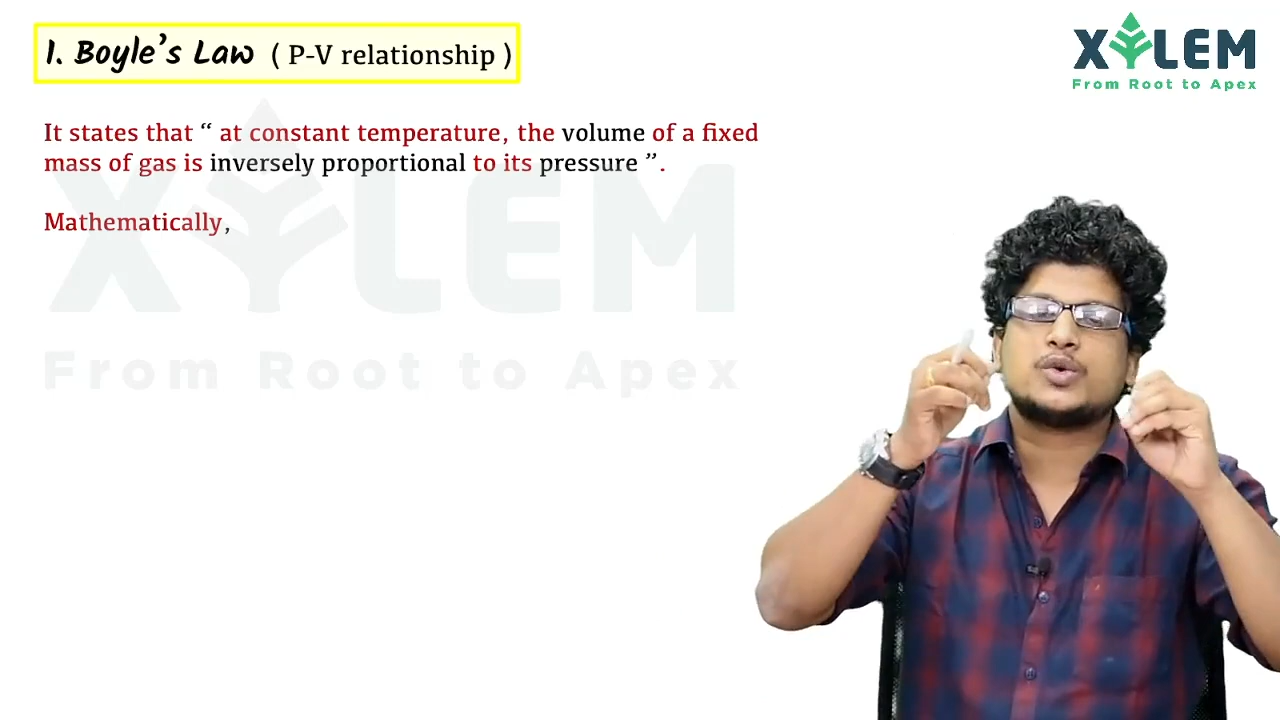 1. Boyle’s Law ( P-V relationship )
XYLEM
From Root to Apex
It states that “ at constant temperature, the volume of a fixed
mass of gas is inversely proportional to its pressure ”.
Mathematically,
XYLEM
From Root to Apex